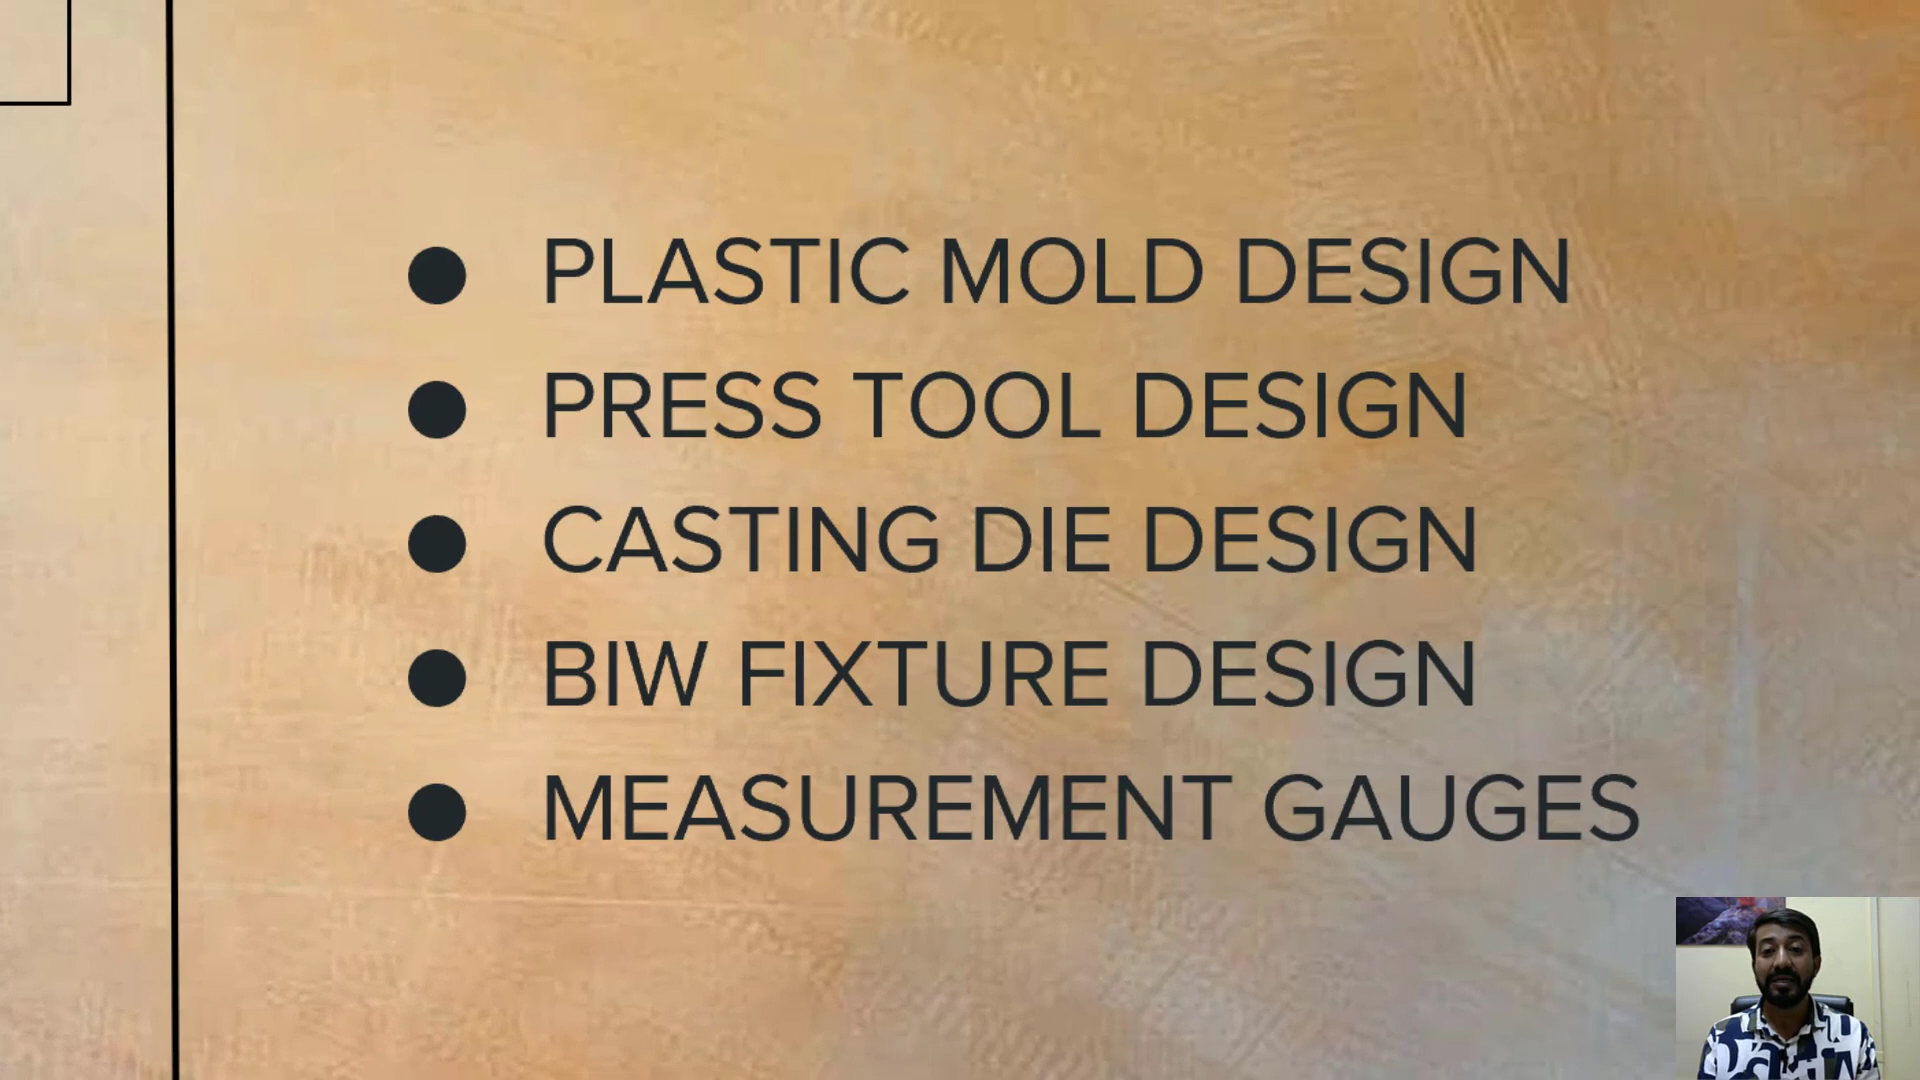 ● PLASTIC MOLD DESIGN
● PRESS TOOL DESIGN
● CASTING DIE DESIGN
● BIW FIXTURE DESIGN
● MEASUREMENT GAUGES